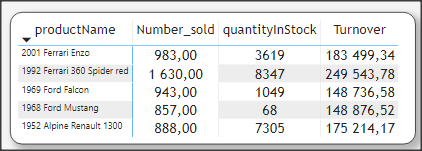 productName Number_sold quantityInStock Turnover
2001 Ferrari Enzo 983,00 3619 183 499,34
1992 Ferrari 360 Spider red 1 630,00 8347 249 543,78
1969 Ford Falcon 943,00 1049 148 736,58
1968 Ford Mustang 857,00 68 148 876,52
1952 Alpine Renault 1300 888,00 7305 175 214,17